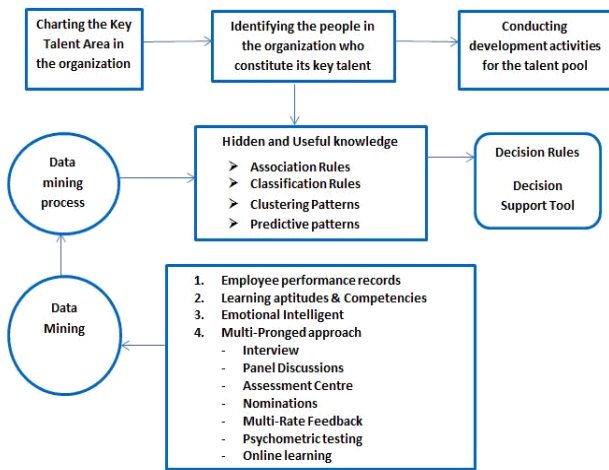 Charting the Key
Talent Area in
the organization
Identifying the people in
the organization who
constitute its key talent
Conducting
development activities
for the talent pool
Hidden and Useful knowledge
➢ Association Rules
➢ Classification Rules
➢ Clustering Patterns
➢ Predictive patterns
Decision Rules
Decision
Support Tool
Data
mining
process
Data
Mining
1. Employee performance records
2. Learning aptitudes & Competencies
3. Emotional Intelligent
4. Multi-Pronged approach
- Interview
- Panel Discussions
- Assessment Centre
- Nominations
- Multi-Rate Feedback
- Psychometric testing
- Online learning